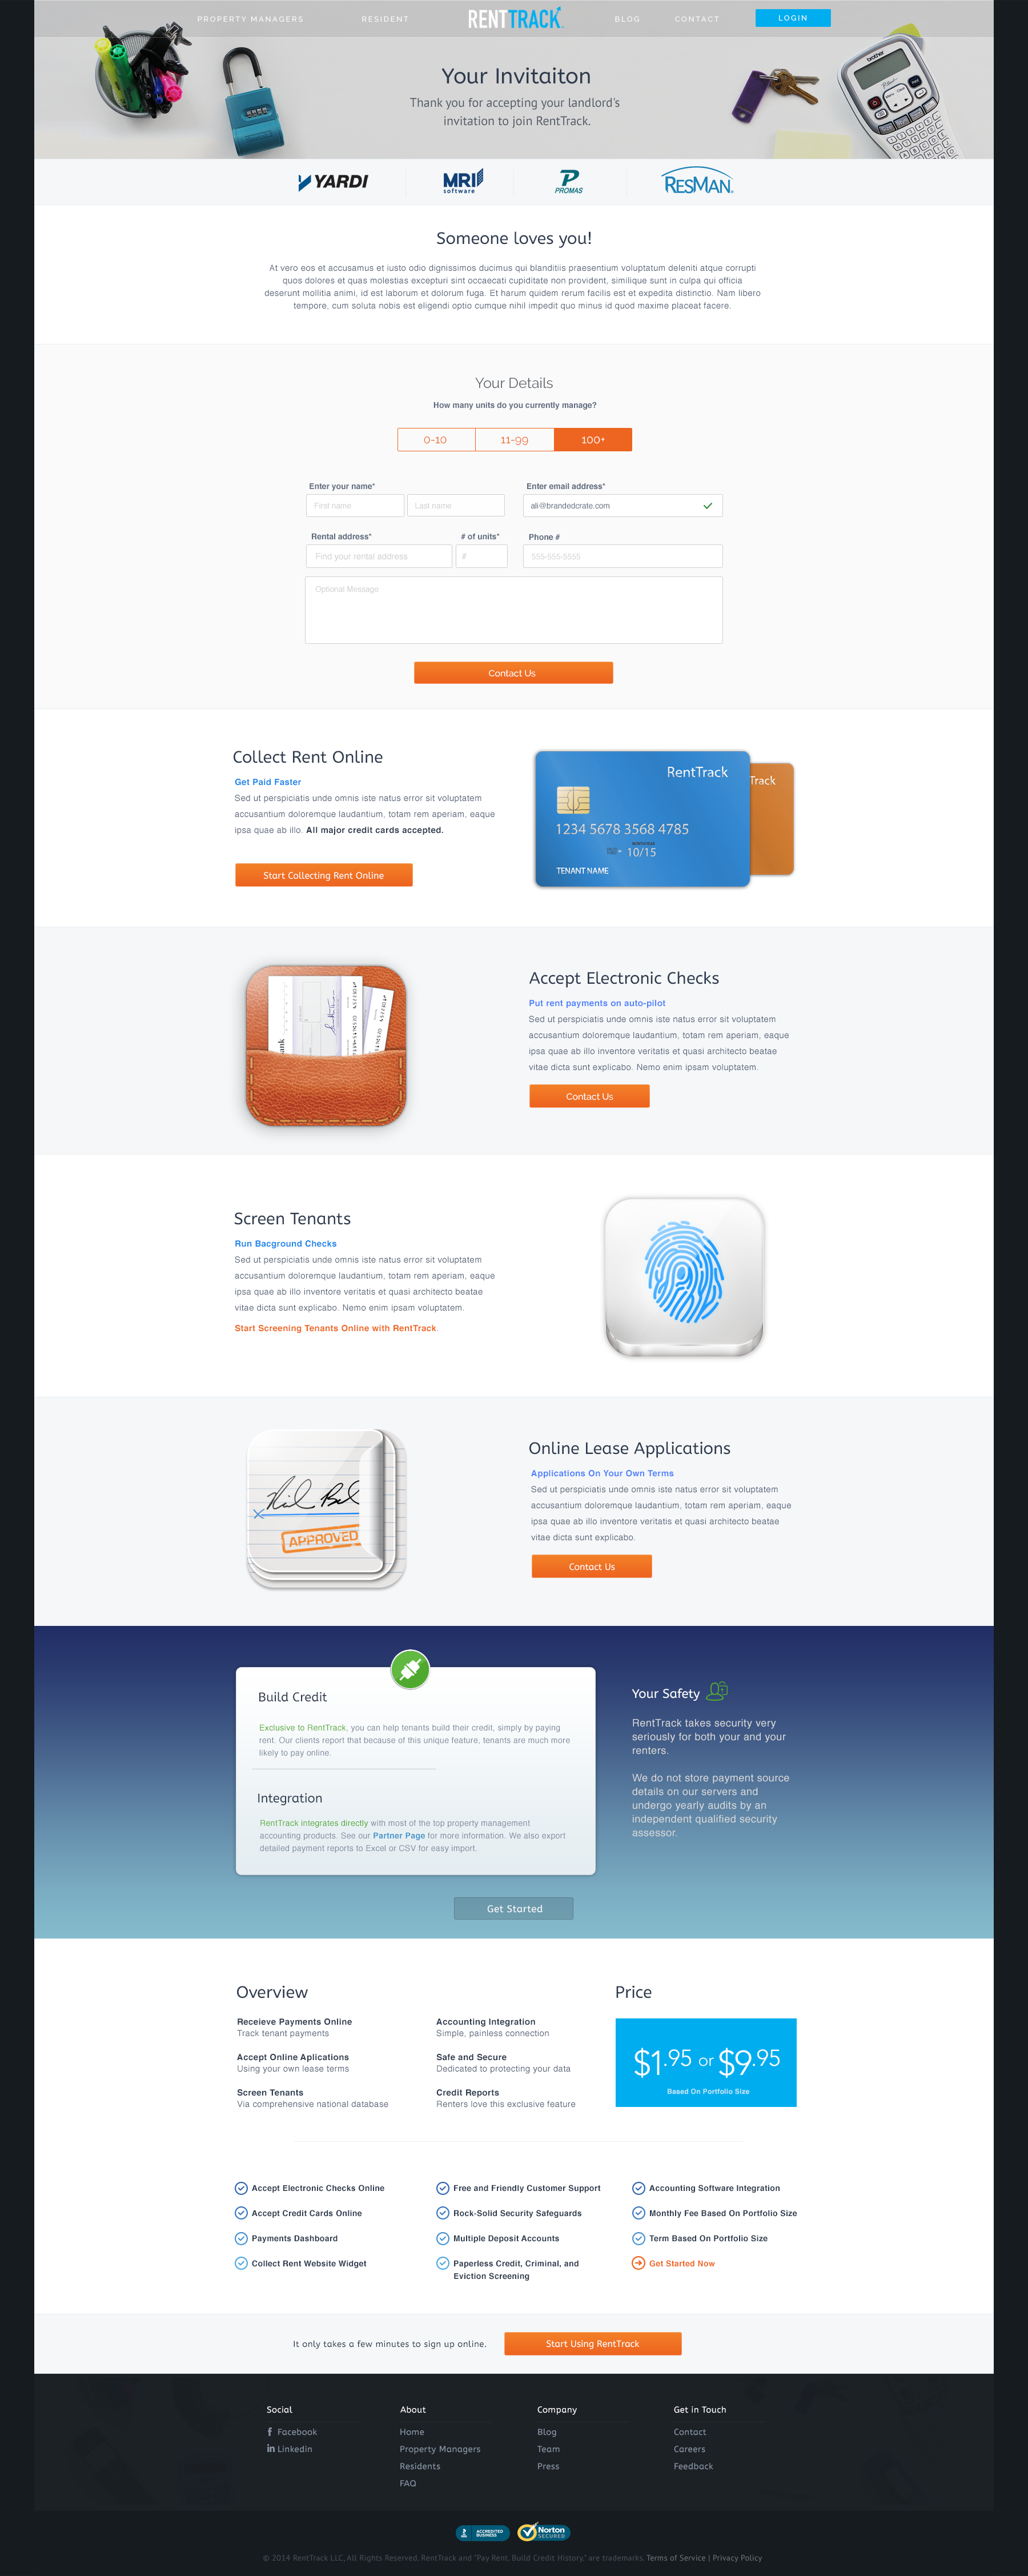 PROPERTY MANAGERS
RESIDENT
RENTTRACK
BLOG
CONTACT
LOGIN
brother
Your Invitaiton
Thank you for accepting your landlord's
invitation to join RentTrack.
YARDI
MRI
software
PROMAS
RESMAN
Someone loves you!
At vero eos et accusamus et iusto odio dignissimos ducimus qui blanditiis praesentium voluptatum deleniti atque corrupti
quos dolores et quas molestias excepturi sint occaecati cupiditate non provident, similique sunt in culpa qui officia
deserunt mollitia animi, id est laborum et dolorum fuga. Et harum quidem rerum facilis est et expedita distinctio. Nam libero
tempore, cum soluta nobis est eligendi optio cumque nihil impedit quo minus id quod maxime placeat facere.
Your Details
How many units do you currently manage?
0-10
11-99
100+
Enter your name*
Enter email address*
First name
Last name
ali@brandedcrate.com
Rental address*
# of units*
Phone #
Find your rental address
#
555-555-5555
Optional Message
Contact Us
Collect Rent Online
Get Paid Faster
Sed ut perspiciatis unde omnis iste natus error sit voluptatem
accusantium doloremque laudantium, totam rem aperiam, eaque
ipsa quae ab illo. All major credit cards accepted.
Start Collecting Rent Online
RentTrack
Track
1234 5678 3568 4785
10/15
TENANT NAME
Accept Electronic Checks
Put rent payments on auto-pilot
Sed ut perspiciatis unde omnis iste natus error sit voluptatem
accusantium doloremque laudantium, totam rem aperiam, eaque
ipsa quae ab illo inventore veritatis et quasi architecto beatae
vitae dicta sunt explicabo. Nemo enim ipsam voluptatem.
Contact Us
Screen Tenants
Run Bacground Checks
Sed ut perspiciatis unde omnis iste natus error sit voluptatem
accusantium doloremque laudantium, totam rem aperiam, eaque
ipsa quae ab illo inventore veritatis et quasi architecto beatae
vitae dicta sunt explicabo. Nemo enim ipsam voluptatem.
Start Screening Tenants Online with RentTrack.
APPROVED
Online Lease Applications
Applications On Your Own Terms
Sed ut perspiciatis unde omnis iste natus error sit voluptatem
accusantium doloremque laudantium, totam rem aperiam, eaque
ipsa quae ab illo inventore veritatis et quasi architecto beatae
vitae dicta sunt explicabo.
Contact Us
Build Credit
Exclusive to RentTrack, you can help tenants build their credit, simply by paying
rent. Our clients report that because of this unique feature, tenants are much more
likely to pay online.
Integration
RentTrack integrates directly with most of the top property management
accounting products. See our Partner Page for more information. We also export
detailed payment reports to Excel or CSV for easy import.
Your Safety
RentTrack takes security very
seriously for both your and your
renters.
We do not store payment source
details on our servers and
undergo yearly audits by an
independent qualified security
assessor.
Get Started
Overview
Receieve Payments Online
Track tenant payments
Accept Online Aplications
Using your own lease terms
Screen Tenants
Via comprehensive national database
Accounting Integration
Simple, painless connection
Safe and Secure
Dedicated to protecting your data
Credit Reports
Renters love this exclusive feature
Price
$1.95 or $9.95
Based On Portfolio Size
Accept Electronic Checks Online
Accept Credit Cards Online
Payments Dashboard
Collect Rent Website Widget
Free and Friendly Customer Support
Rock-Solid Security Safeguards
Multiple Deposit Accounts
Paperless Credit, Criminal, and
Eviction Screening
Accounting Software Integration
Monthly Fee Based On Portfolio Size
Term Based On Portfolio Size
Get Started Now
It only takes a few minutes to sign up online.
Start Using RentTrack
Social
Facebook
Linkedin
About
Home
Property Managers
Residents
FAQ
Company
Blog
Team
Press
Get in Touch
Contact
Careers
Feedback
ACCREDITED
BUSINESS
Norton
SECURED
© 2014 RentTrack LLC, All Rights Reserved. RentTrack and "Pay Rent. Build Credit History." are trademarks. Terms of Service | Privacy Policy